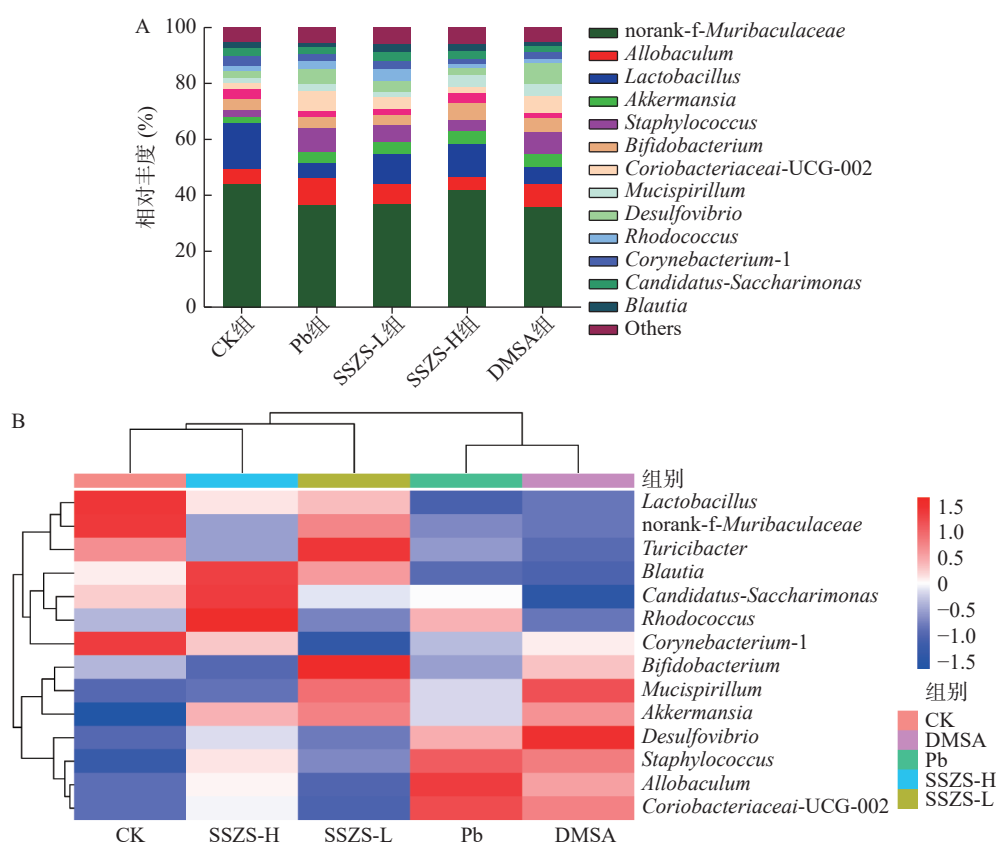 A
相对丰度 (%)
100
80
60
40
20
0
CK组
Pb组
SSZS-L组
SSZS-H组
DMSA组
norank-f-Muribaculaceae
Allobaculum
Lactobacillus
Akkermansia
Staphylococcus
Bifidobacterium
Coriobacteriaceai-UCG-002
Mucispirillum
Desulfovibrio
Rhodococcus
Corynebacterium-1
Candidatus-Saccharimonas
Blautia
Others
B
组别
Lactobacillus
norank-f-Muribaculaceae
Turicibacter
Blautia
Candidatus-Saccharimonas
Rhodococcus
Corynebacterium-1
Bifidobacterium
Mucispirillum
Akkermansia
Desulfovibrio
Staphylococcus
Allobaculum
Coriobacteriaceai-UCG-002
CK
SSZS-H
SSZS-L
Pb
DMSA
1.5
1.0
0.5
0
−0.5
−1.0
−1.5
组别
CK
DMSA
Pb
SSZS-H
SSZS-L